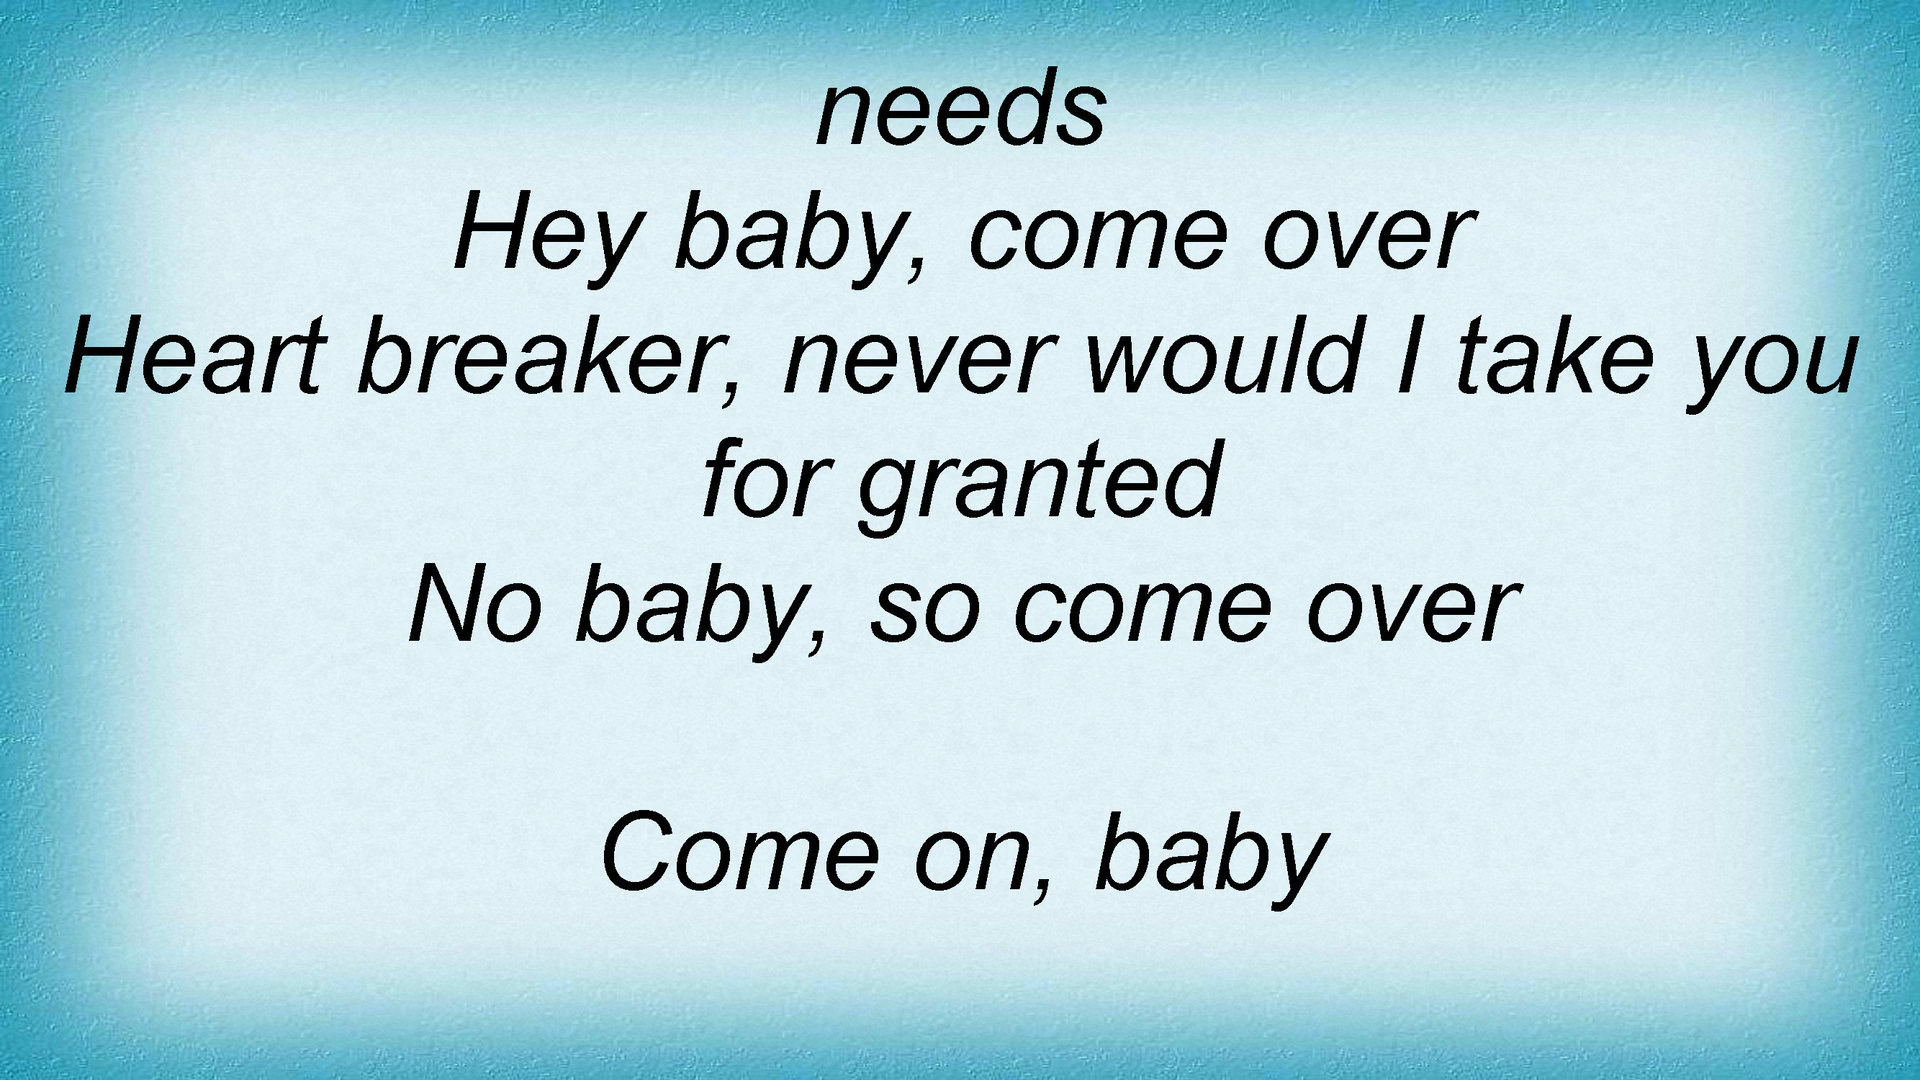 needs
Hey baby, come over
Heart breaker, never would I take you
for granted
No baby, so come over
Come on, baby